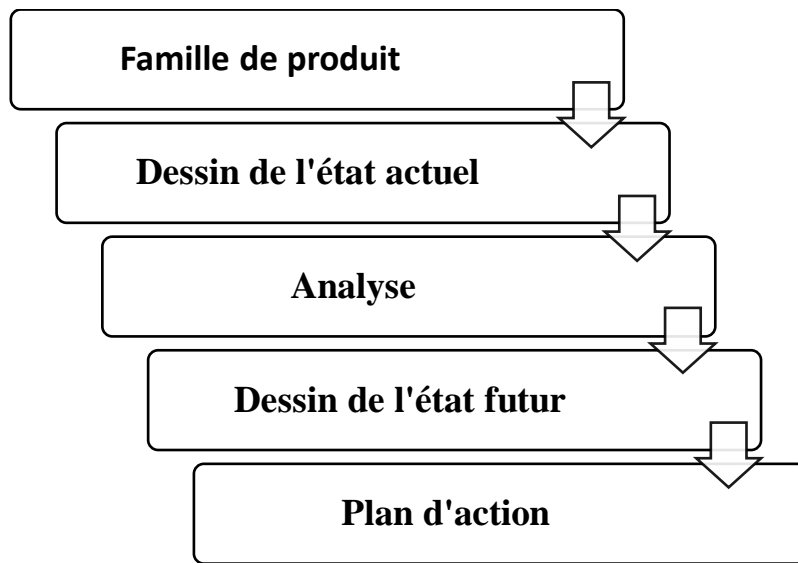 Famille de produit
Dessin de l'état actuel
Analyse
Dessin de l'état futur
Plan d'action